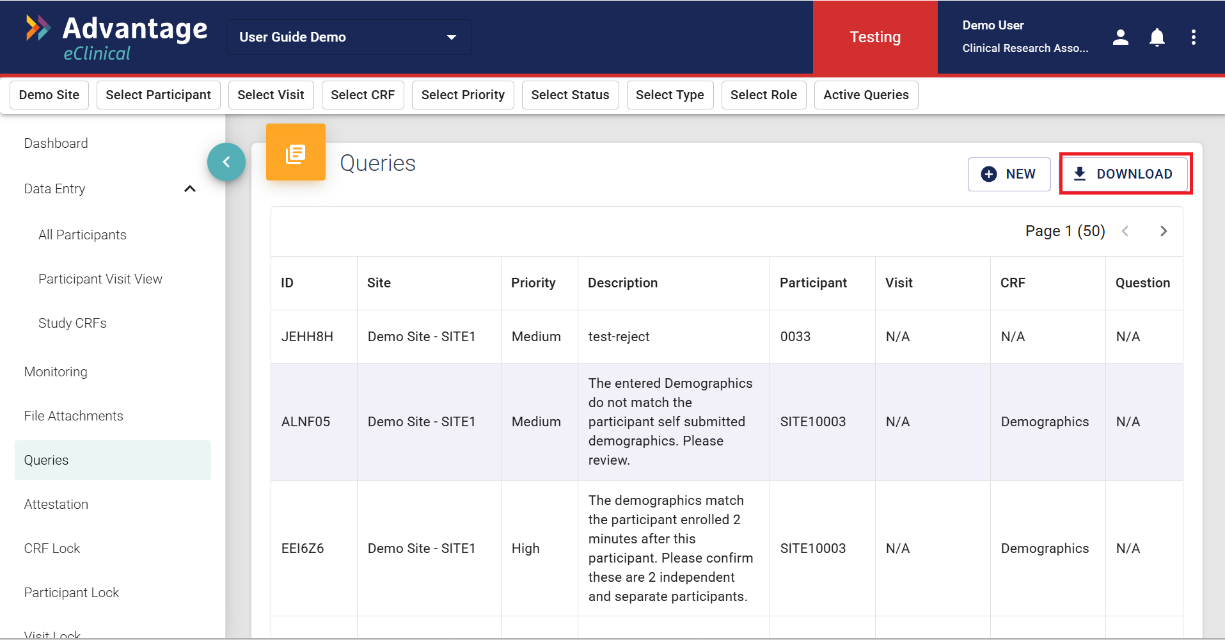 Advantage
eClinical
User Guide Demo
Testing
Demo User
Clinical Research Asso...
Demo Site
Select Participant
Select Visit
Select CRF
Select Priority
Select Status
Select Type
Select Role
Active Queries
Dashboard
Data Entry
All Participants
Participant Visit View
Study CRFs
Monitoring
File Attachments
Queries
Attestation
CRF Lock
Participant Lock
Visit Lock
Queries
NEW
DOWNLOAD
Page 1 (50)
ID Site Priority Description Participant Visit CRF Question
JEHH8H Demo Site - SITE1 Medium test-reject 0033 N/A N/A N/A
The entered Demographics
do not match the
ALNF05 Demo Site - SITE1 Medium participant self submitted SITE10003 N/A Demographics N/A
demographics. Please
review.
The demographics match
the participant enrolled 2
minutes after this
EEI6Z6 Demo Site - SITE1 High participant. Please confirm SITE10003 N/A Demographics N/A
these are 2 independent
and separate participants.